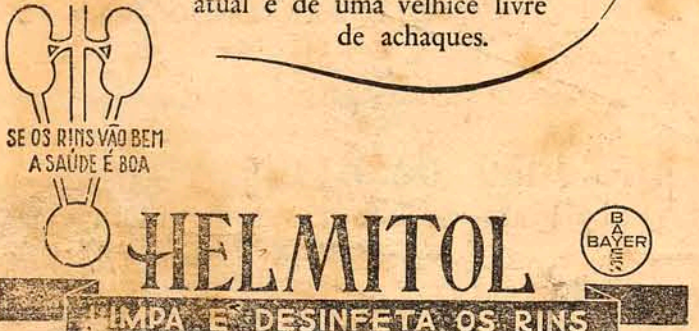 atual e de uma velhice livre
de achaques.
SE OS RINS VÃO BEM
A SAÚDE É BOA
HELMITOL
BAYER
BAYER
LIMPA E DESINFETA OS RINS